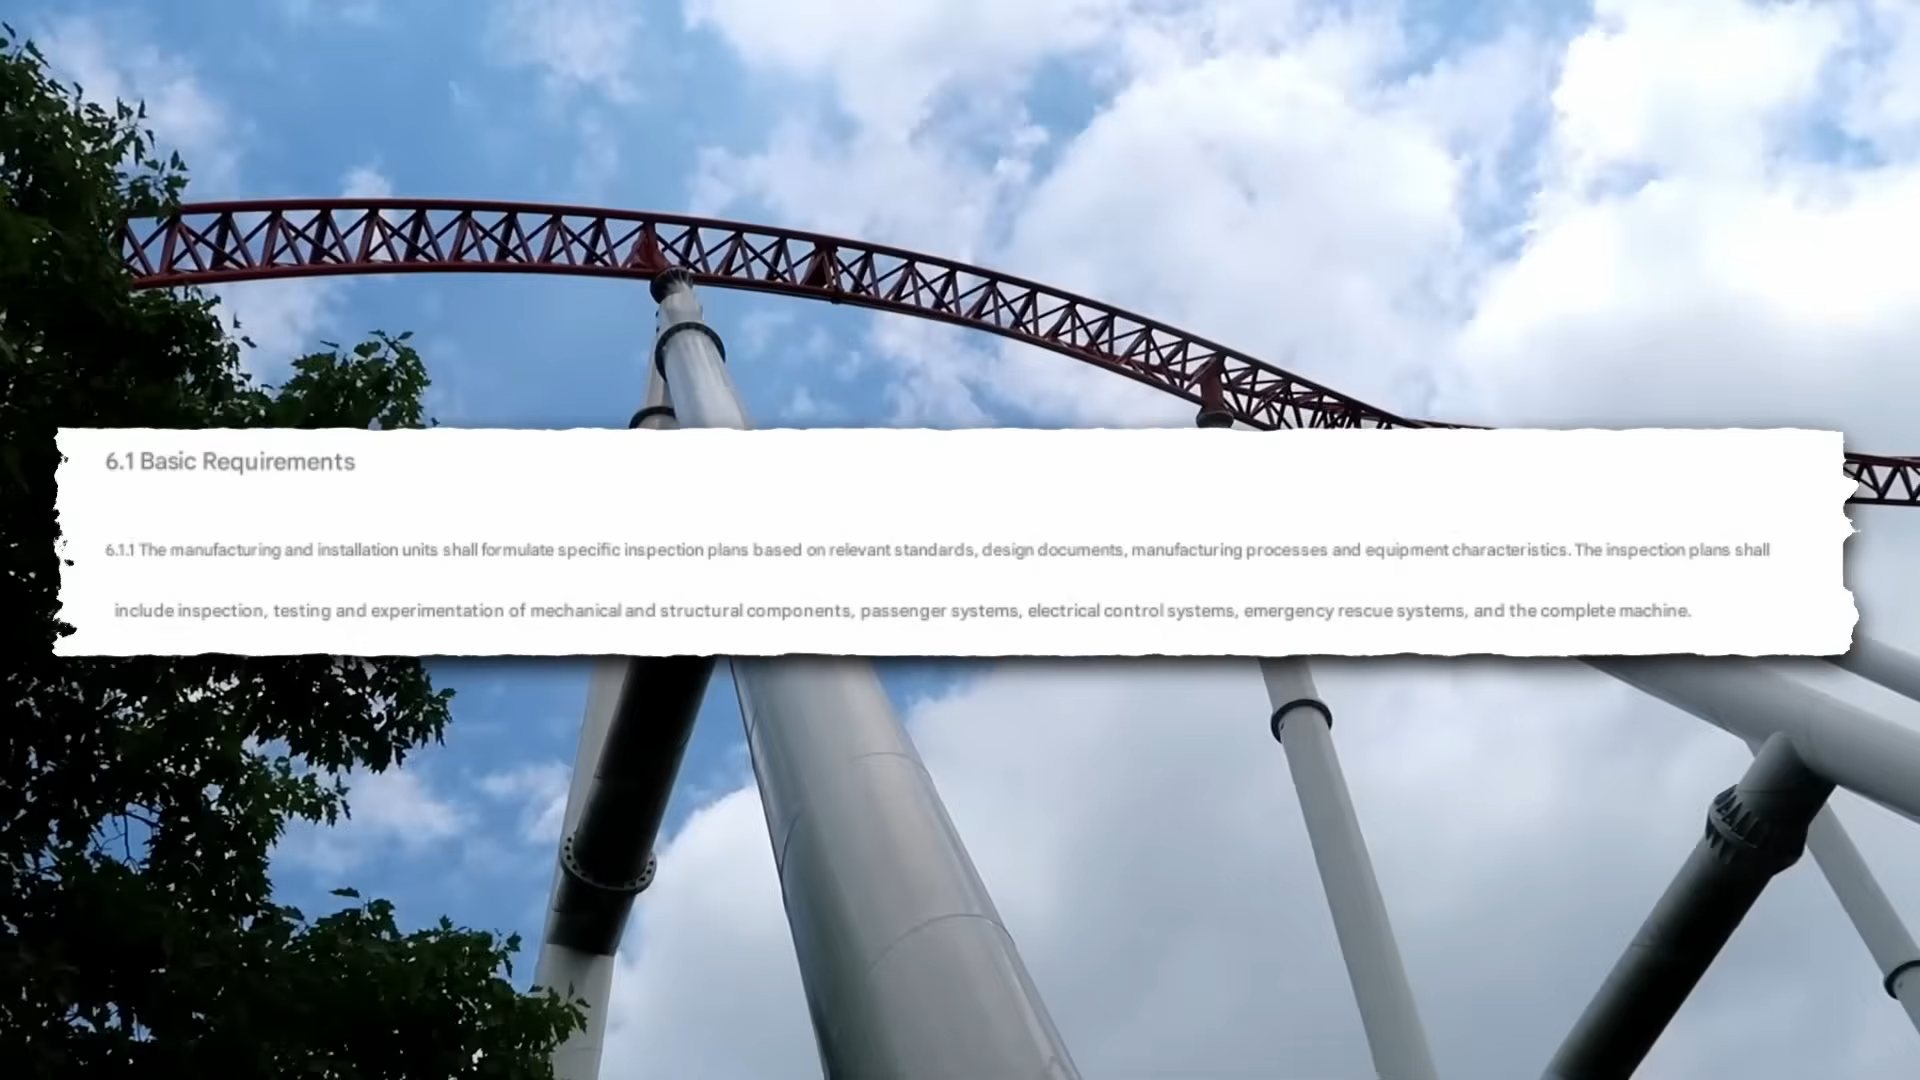 6.1 Basic Requirements
6.1.1 The manufacturing and installation units shall formulate specific inspection plans based on relevant standards, design documents, manufacturing processes and equipment characteristics. The inspection plans shall
include inspection, testing and experimentation of mechanical and structural components, passenger systems, electrical control systems, emergency rescue systems, and the complete machine.